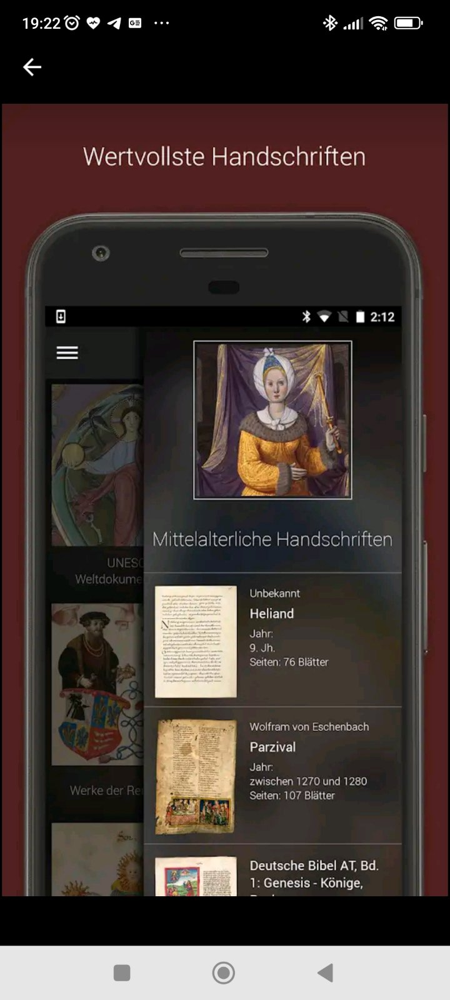 19:22
Wertvollste Handschriften
2:12
UNESC
Weltdokume
Mittelalterliche Handschriften
Unbekannt
Heliand
Jahr:
9. Jh.
Seiten: 76 Blätter
Wolfram von Eschenbach
Parzival
Jahr:
zwischen 1270 und 1280
Seiten: 107 Blätter
Werke der Re
Sol
Deutsche Bibel AT, Bd.
1: Genesis - Könige,